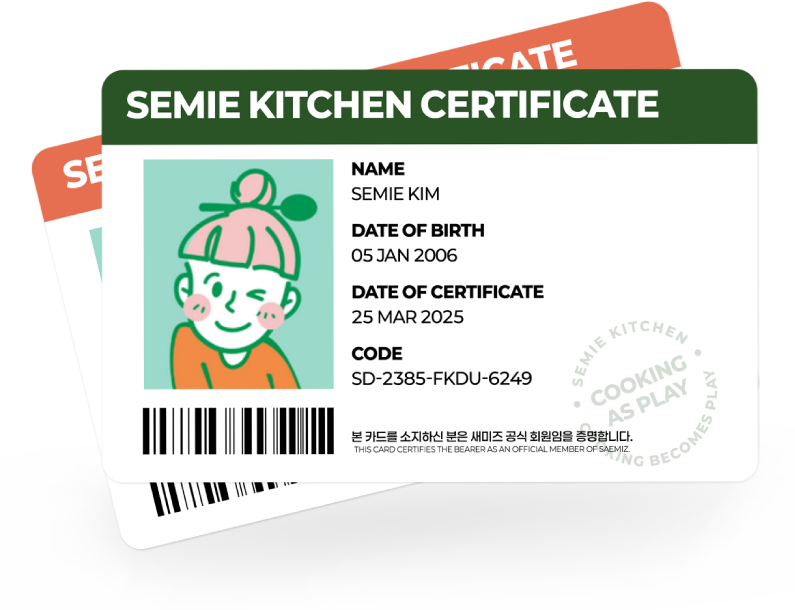 ICATE
SEMIE KITCHEN CERTIFICATE
SE
NAME
SEMIE KIM
DATE OF BIRTH
05 JAN 2006
DATE OF CERTIFICATE
25 MAR 2025
CODE
SD-2385-FKDU-6249
본 카드를 소지하신 분은 새미즈 공식 회원임을 증명합니다.
THIS CARD CERTIFIES THE BEARER AS AN OFFICIAL MEMBER OF SAEMIZ.
SEMIE KITCHEN
COOKING
AS PLAY
KING BECOMES PLAY